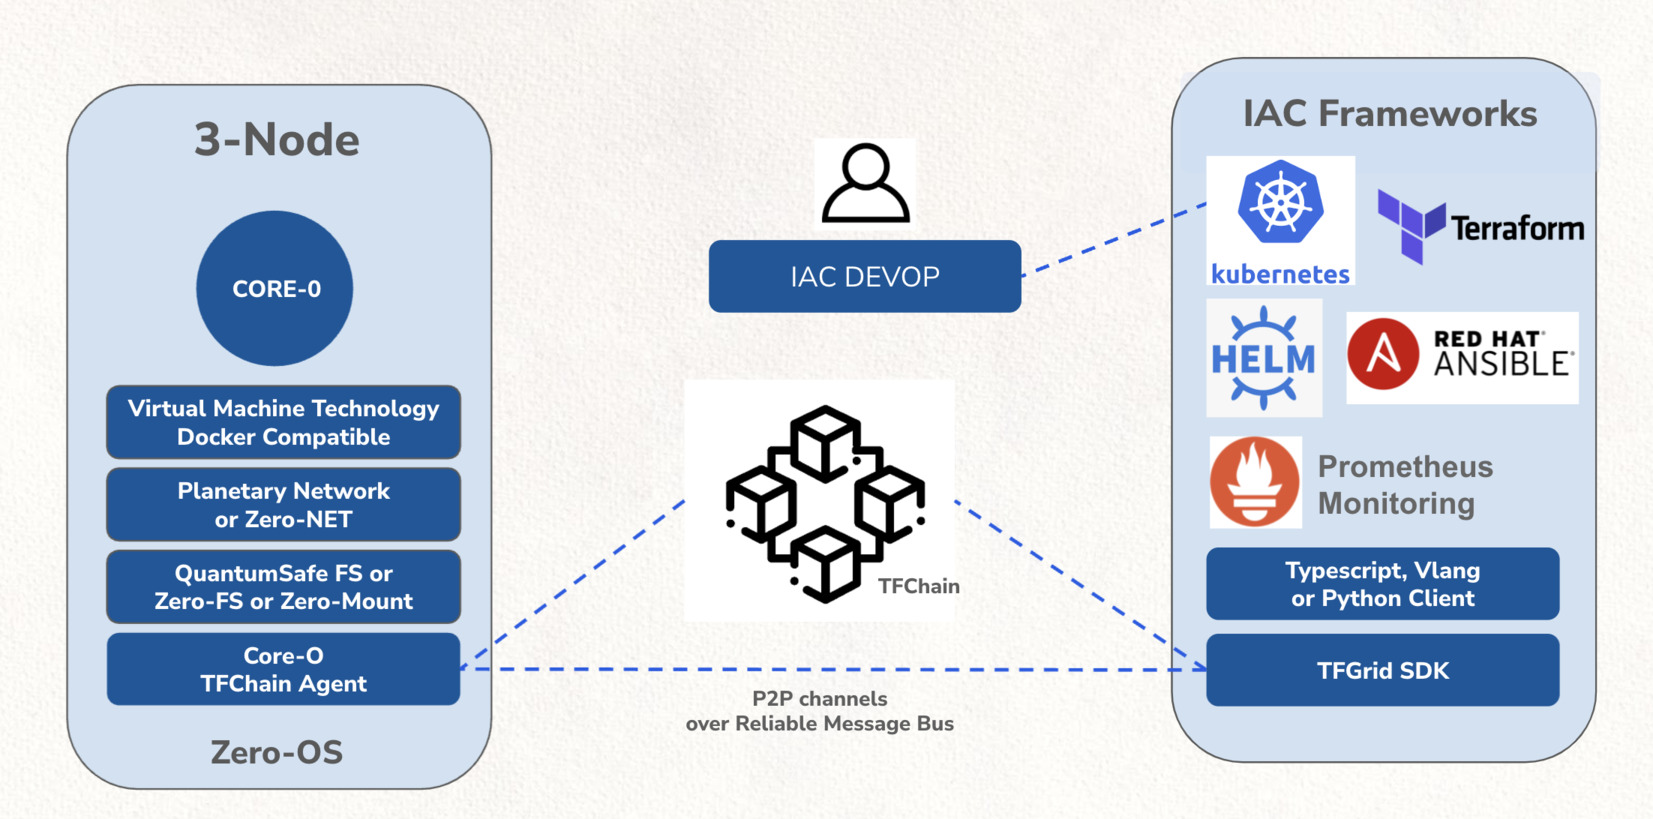 3-Node
CORE-0
Virtual Machine Technology
Docker Compatible
Planetary Network
or Zero-NET
QuantumSafe FS or
Zero-FS or Zero-Mount
Core-O
TFChain Agent
Zero-OS
IAC DEVOP
TFChain
P2P channels
over Reliable Message Bus
IAC Frameworks
kubernetes
Terraform
HELM
RED HAT®
ANSIBLE®
Prometheus
Monitoring
Typescript, Vlang
or Python Client
TFGrid SDK